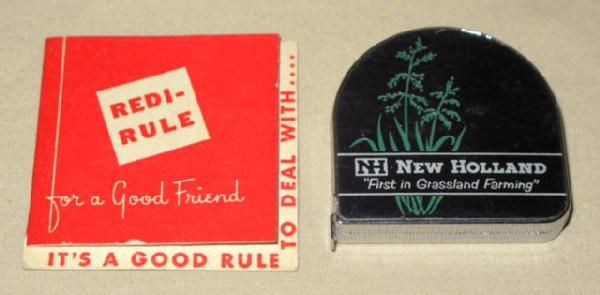 REDI-
RULE
for a Good Friend
IT'S A GOOD RULE TO DEAL WITH....
NH NEW HOLLAND
"First in Grassland Farming"